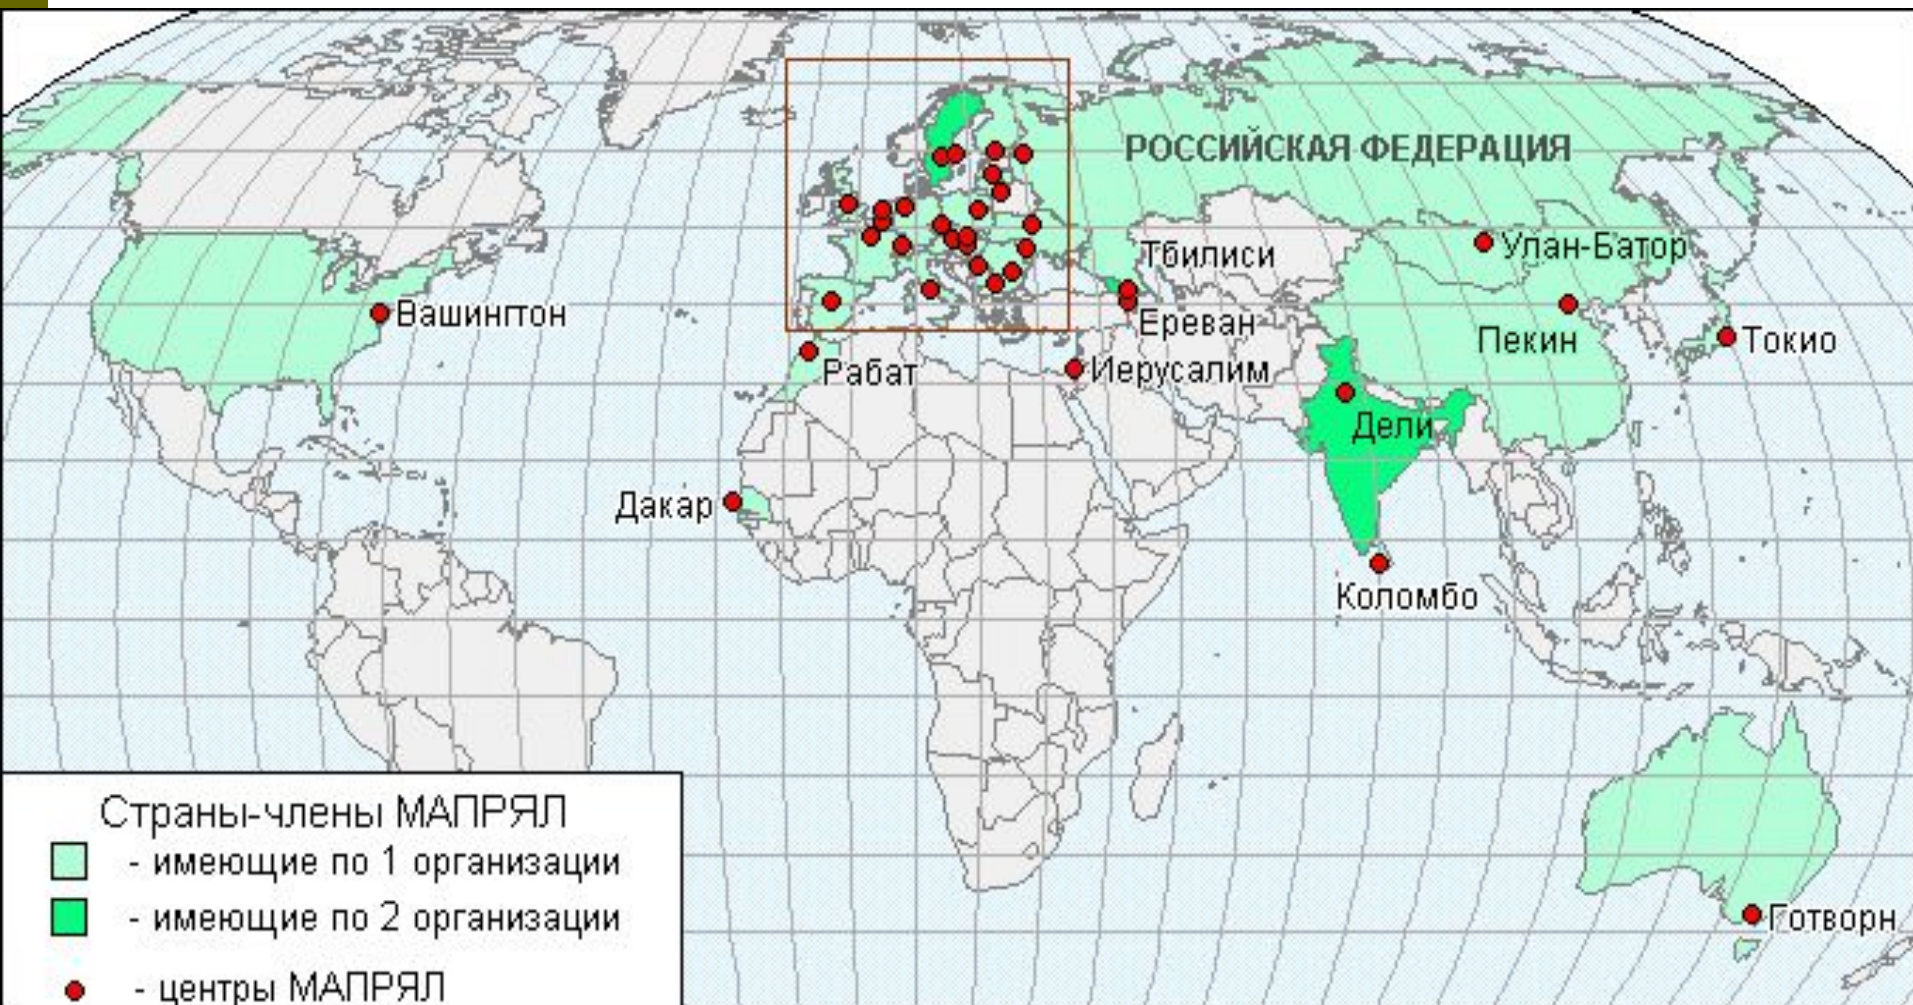 РОССИЙСКАЯ ФЕДЕРАЦИЯ
Тбилиси
Улан-Батор
Вашингтон
Ереван
Пекин
Токио
Рабат
Иерусалим
Дели
Дакар
Коломбо
Страны-члены МАПРЯЛ
- имеющие по 1 организации
- имеющие по 2 организации
Готворн
- центры МАПРЯЛ